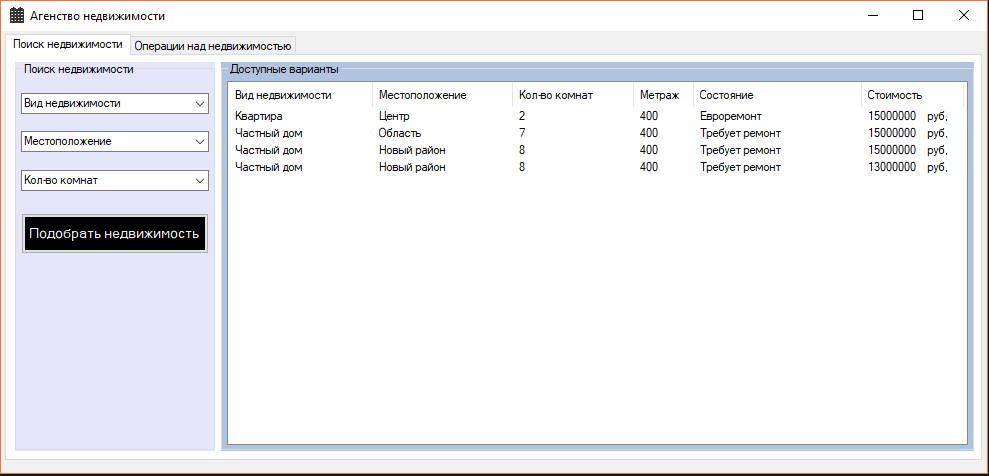 Агенство недвижимости
Поиск недвижимости Операции над недвижимостью
Поиск недвижимости
Вид недвижимости
Местоположение
Кол-во комнат
Подобрать недвижимость
Доступные варианты
Вид недвижимости Местоположение Кол-во комнат Метраж Состояние Стоимость
Квартира Центр 2 400 Евроремонт 15000000 руб.
Частный дом Область 7 400 Требует ремонт 15000000 руб.
Частный дом Новый район 8 400 Требует ремонт 15000000 руб.
Частный дом Новый район 8 400 Требует ремонт 13000000 руб.